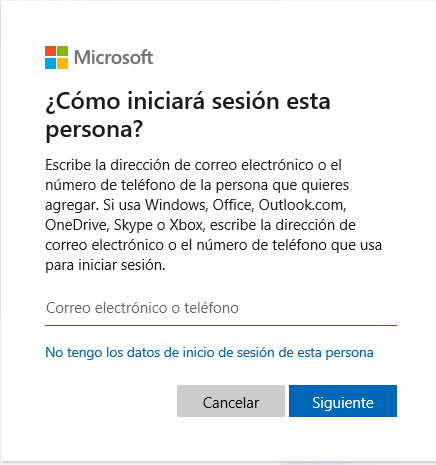 Microsoft
¿Cómo iniciará sesión esta
persona?
Escribe la dirección de correo electrónico o el
número de teléfono de la persona que quieres
agregar. Si usa Windows, Office, Outlook.com,
OneDrive, Skype o Xbox, escribe la dirección de
correo electrónico o el número de teléfono que usa
para iniciar sesión.
Correo electrónico o teléfono
No tengo los datos de inicio de sesión de esta persona
Cancelar
Siguiente